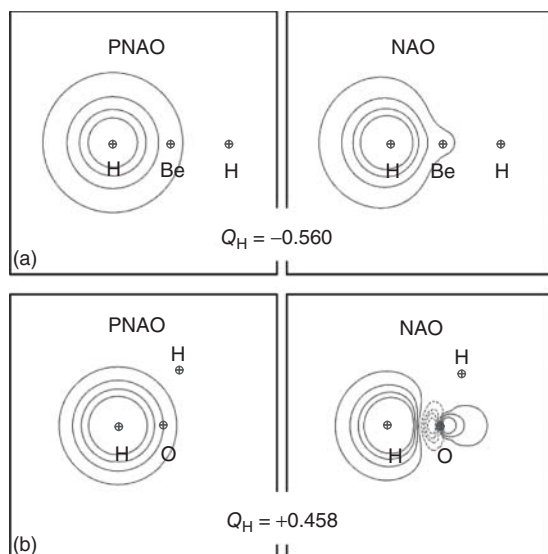 PNAO NAO
H Be H H Be H
Q_H = −0.560
(a)
PNAO NAO
H H
H O H O
Q_H = +0.458
(b)